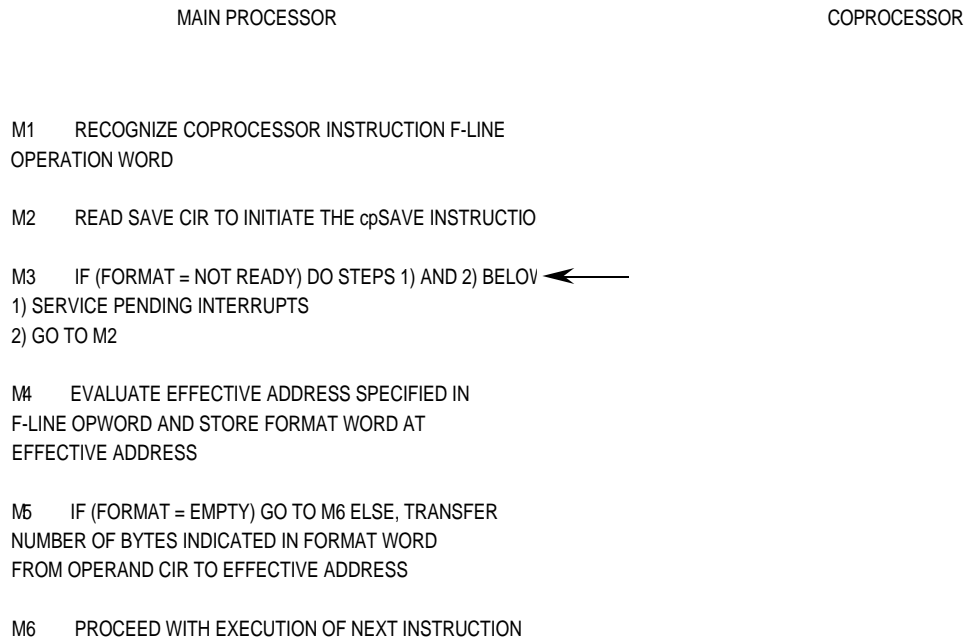 MAIN PROCESSOR COPROCESSOR
M1 RECOGNIZE COPROCESSOR INSTRUCTION F-LINE
OPERATION WORD
M2 READ SAVE CIR TO INITIATE THE cpSAVE INSTRUCTIO
M3 IF (FORMAT = NOT READY) DO STEPS 1) AND 2) BELOW
1) SERVICE PENDING INTERRUPTS
2) GO TO M2
M4 EVALUATE EFFECTIVE ADDRESS SPECIFIED IN
F-LINE OPWORD AND STORE FORMAT WORD AT
EFFECTIVE ADDRESS
M5 IF (FORMAT = EMPTY) GO TO M6 ELSE, TRANSFER
NUMBER OF BYTES INDICATED IN FORMAT WORD
FROM OPERAND CIR TO EFFECTIVE ADDRESS
M6 PROCEED WITH EXECUTION OF NEXT INSTRUCTION